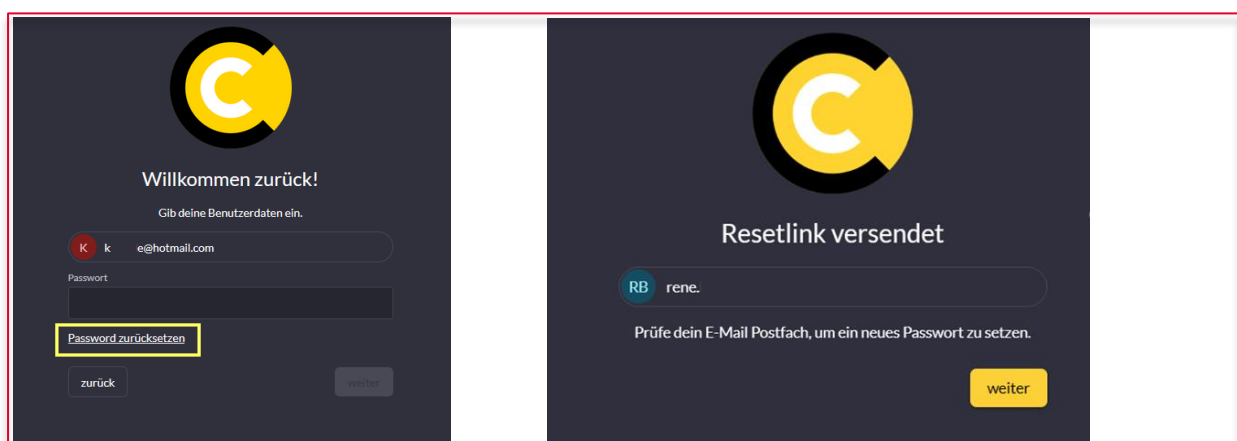 C
Willkommen zurück!
Gib deine Benutzerdaten ein.
K k e@hotmail.com
Passwort
Password zurücksetzen
zurück
weiter
C
Resetlink versendet
RB rene.
Prüfe dein E-Mail Postfach, um ein neues Passwort zu setzen.
weiter